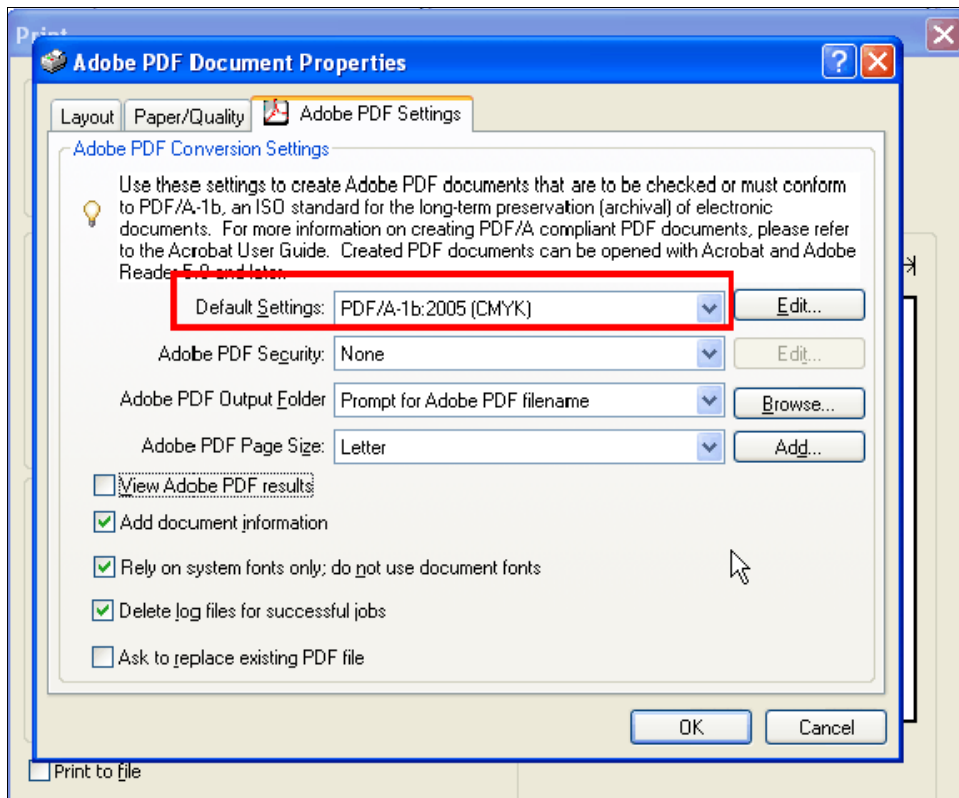 Print
Adobe PDF Document Properties
Layout Paper/Quality Adobe PDF Settings
Adobe PDF Conversion Settings
Use these settings to create Adobe PDF documents that are to be checked or must conform
to PDF/A-1b, an ISO standard for the long-term preservation (archival) of electronic
documents. For more information on creating PDF/A compliant PDF documents, please refer
to the Acrobat User Guide. Created PDF documents can be opened with Acrobat and Adobe
Reader 5.0 and later.
Default Settings: PDF/A-1b:2005 (CMYK) Edit...
Adobe PDF Security: None Edit...
Adobe PDF Output Folder Prompt for Adobe PDF filename Browse...
Adobe PDF Page Size: Letter Add...
View Adobe PDF results
Add document information
Rely on system fonts only; do not use document fonts
Delete log files for successful jobs
Ask to replace existing PDF file
OK Cancel
Print to file